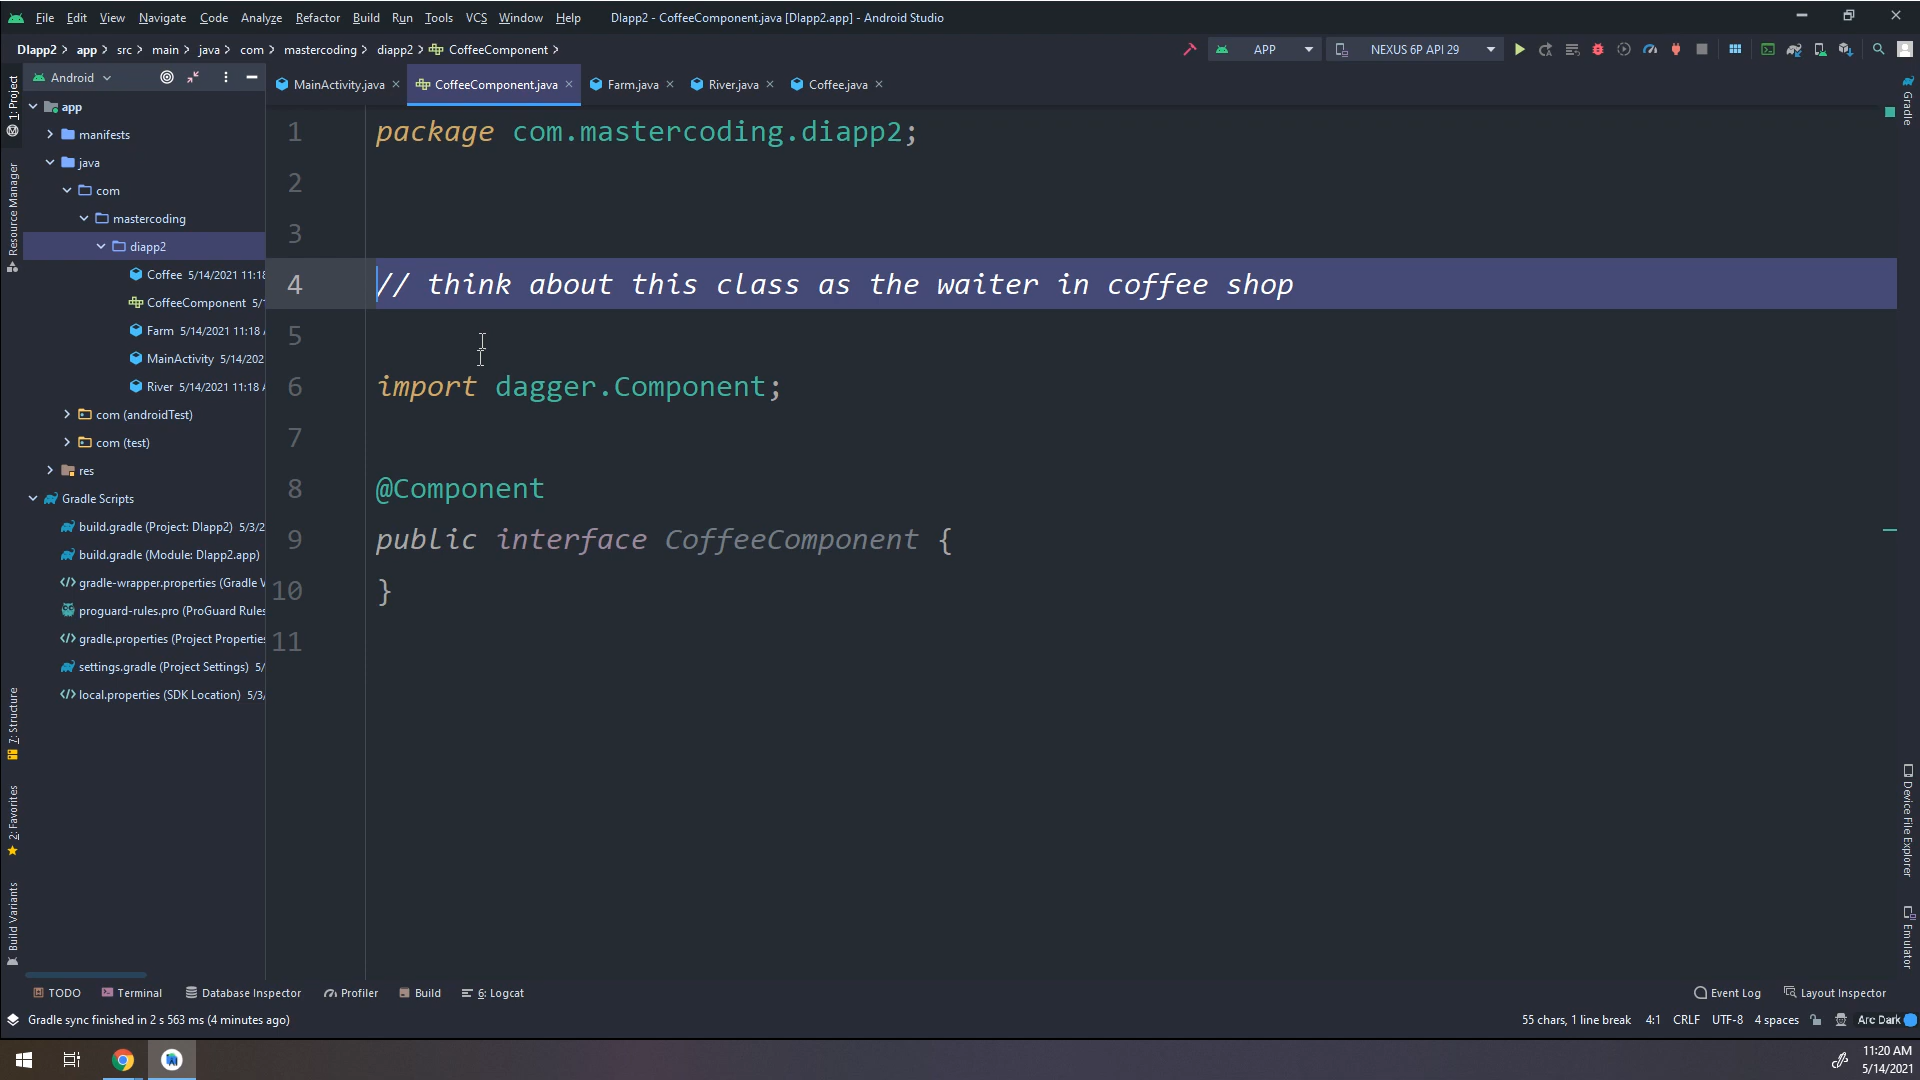 File Edit View Navigate Code Analyze Refactor Build Run Tools VCS Window Help DIapp2 - CoffeeComponent.java [DIapp2.app] - Android Studio
DIapp2 app src main java com mastercoding diapp2 CoffeeComponent APP NEXUS 6P API 29
Android
MainActivity.java CoffeeComponent.java Farm.java River.java Coffee.java
1: Project
Resource Manager
7: Structure
2: Favorites
Build Variants
app
manifests
java
com
mastercoding
diapp2
Coffee 5/14/2021 11:18
CoffeeComponent 5/1
Farm 5/14/2021 11:18
MainActivity 5/14/202
River 5/14/2021 11:18
com (androidTest)
com (test)
res
Gradle Scripts
build.gradle (Project: DIapp2) 5/3/2
build.gradle (Module: DIapp2.app)
gradle-wrapper.properties (Gradle V
proguard-rules.pro (ProGuard Rules
gradle.properties (Project Properties
settings.gradle (Project Settings) 5/
local.properties (SDK Location) 5/3/
1 package com.mastercoding.diapp2;
2
3
4 // think about this class as the waiter in coffee shop
5
6 import dagger.Component;
7
8 @Component
9 public interface CoffeeComponent {
10 }
11
Gradle
Device File Explorer
Emulator
TODO Terminal Database Inspector Profiler Build 6: Logcat Event Log Layout Inspector
Gradle sync finished in 2 s 563 ms (4 minutes ago) 55 chars, 1 line break 4:1 CRLF UTF-8 4 spaces Arc Dark
11:20 AM
5/14/2021